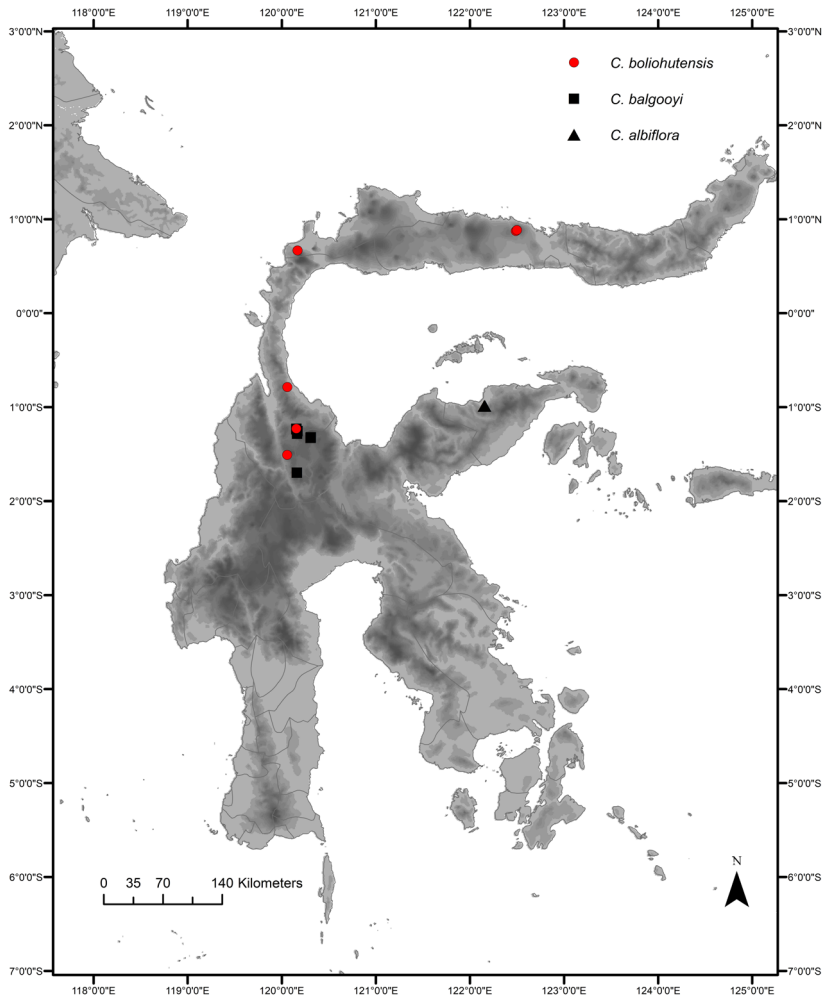 118°0'0"E 119°0'0"E 120°0'0"E 121°0'0"E 122°0'0"E 123°0'0"E 124°0'0"E 125°0'0"E
3°0'0"N 3°0'0"N
C. boliohutensis
C. balgooyi
2°0'0"N 2°0'0"N
C. albiflora
1°0'0"N 1°0'0"N
0°0'0" 0°0'0"
1°0'0"S 1°0'0"S
2°0'0"S 2°0'0"S
3°0'0"S 3°0'0"S
4°0'0"S 4°0'0"S
5°0'0"S 5°0'0"S
N
6°0'0"S 6°0'0"S
0 35 70 140 Kilometers
7°0'0"S 7°0'0"S
118°0'0"E 119°0'0"E 120°0'0"E 121°0'0"E 122°0'0"E 123°0'0"E 124°0'0"E 125°0'0"E